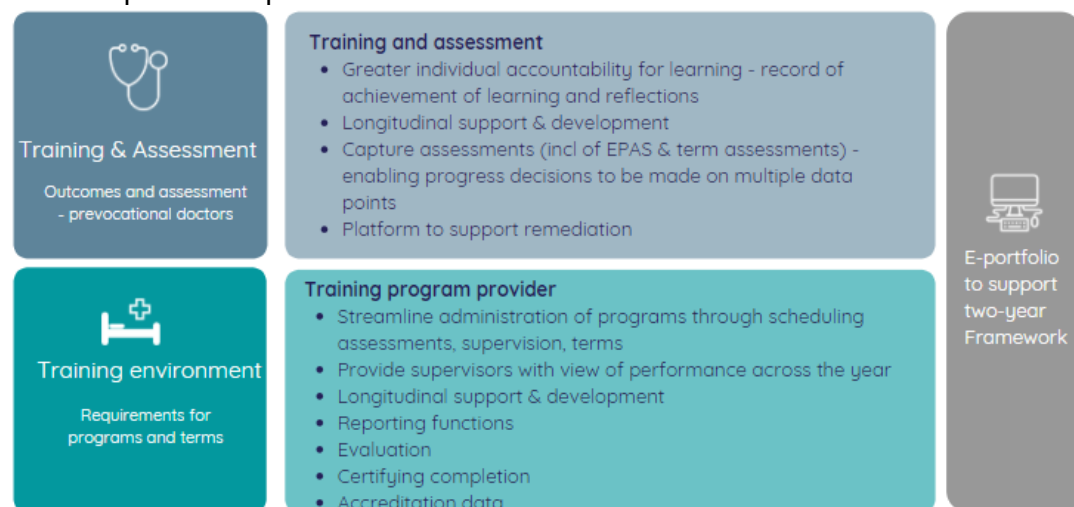 Training & Assessment
Outcomes and assessment
- prevocational doctors
Training and assessment
• Greater individual accountability for learning - record of
achievement of learning and reflections
• Longitudinal support & development
• Capture assessments (incl of EPAS & term assessments) -
enabling progress decisions to be made on multiple data
points
• Platform to support remediation
Training environment
Requirements for
programs and terms
Training program provider
• Streamline administration of programs through scheduling
assessments, supervision, terms
• Provide supervisors with view of performance across the year
• Longitudinal support & development
• Reporting functions
• Evaluation
• Certifying completion
• Accreditation data
E-portfolio
to support
two-year
Framework